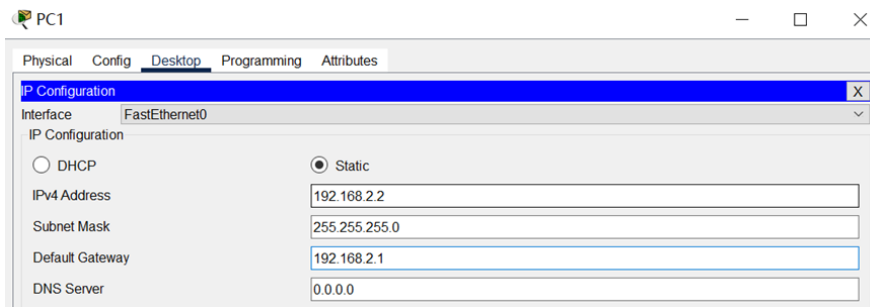 PC1
Physical Config Desktop Programming Attributes
IP Configuration X
Interface FastEthernet0
IP Configuration
DHCP Static
IPv4 Address 192.168.2.2
Subnet Mask 255.255.255.0
Default Gateway 192.168.2.1
DNS Server 0.0.0.0